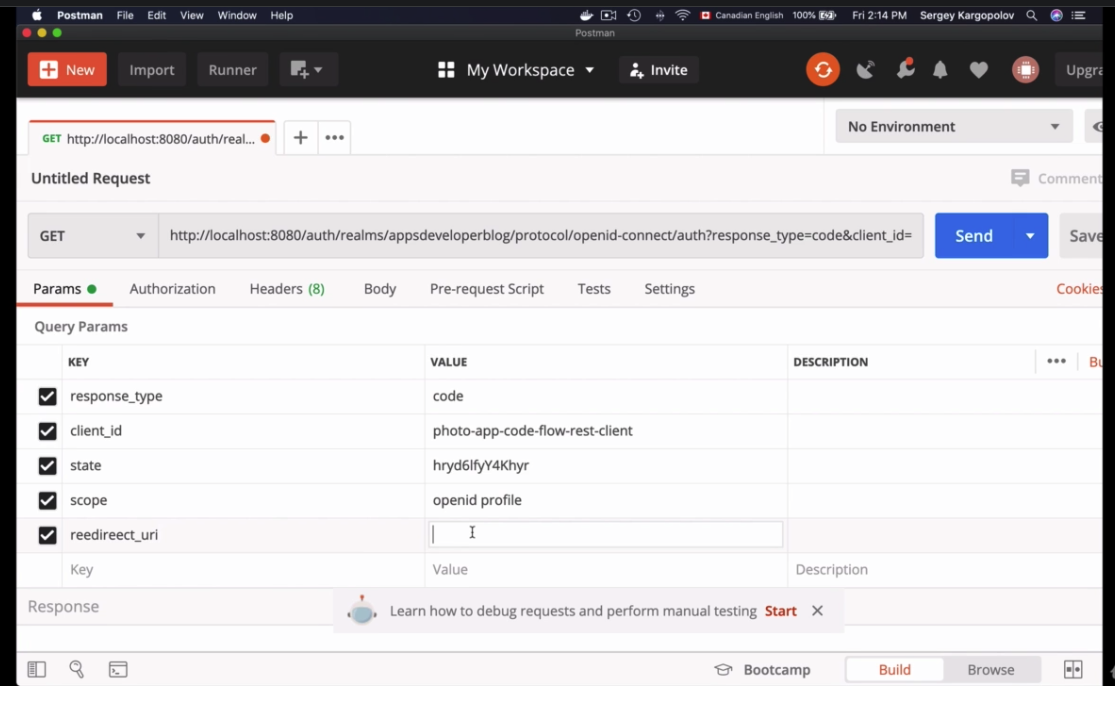 Postman File Edit View Window Help Canadian English 100% Fri 2:14 PM Sergey Kargopolov
Postman
New Import Runner My Workspace Invite Upgra
GET http://localhost:8080/auth/real... No Environment
Untitled Request Comment
GET http://localhost:8080/auth/realms/appsdeveloperblog/protocol/openid-connect/auth?response_type=code&client_id= Send Save
Params Authorization Headers (8) Body Pre-request Script Tests Settings Cookies
Query Params
KEY VALUE DESCRIPTION Bu
response_type code
client_id photo-app-code-flow-rest-client
state hryd6lfyY4Khyr
scope openid profile
reedireect_uri
Key Value Description
Response
Learn how to debug requests and perform manual testing Start
Bootcamp Build Browse